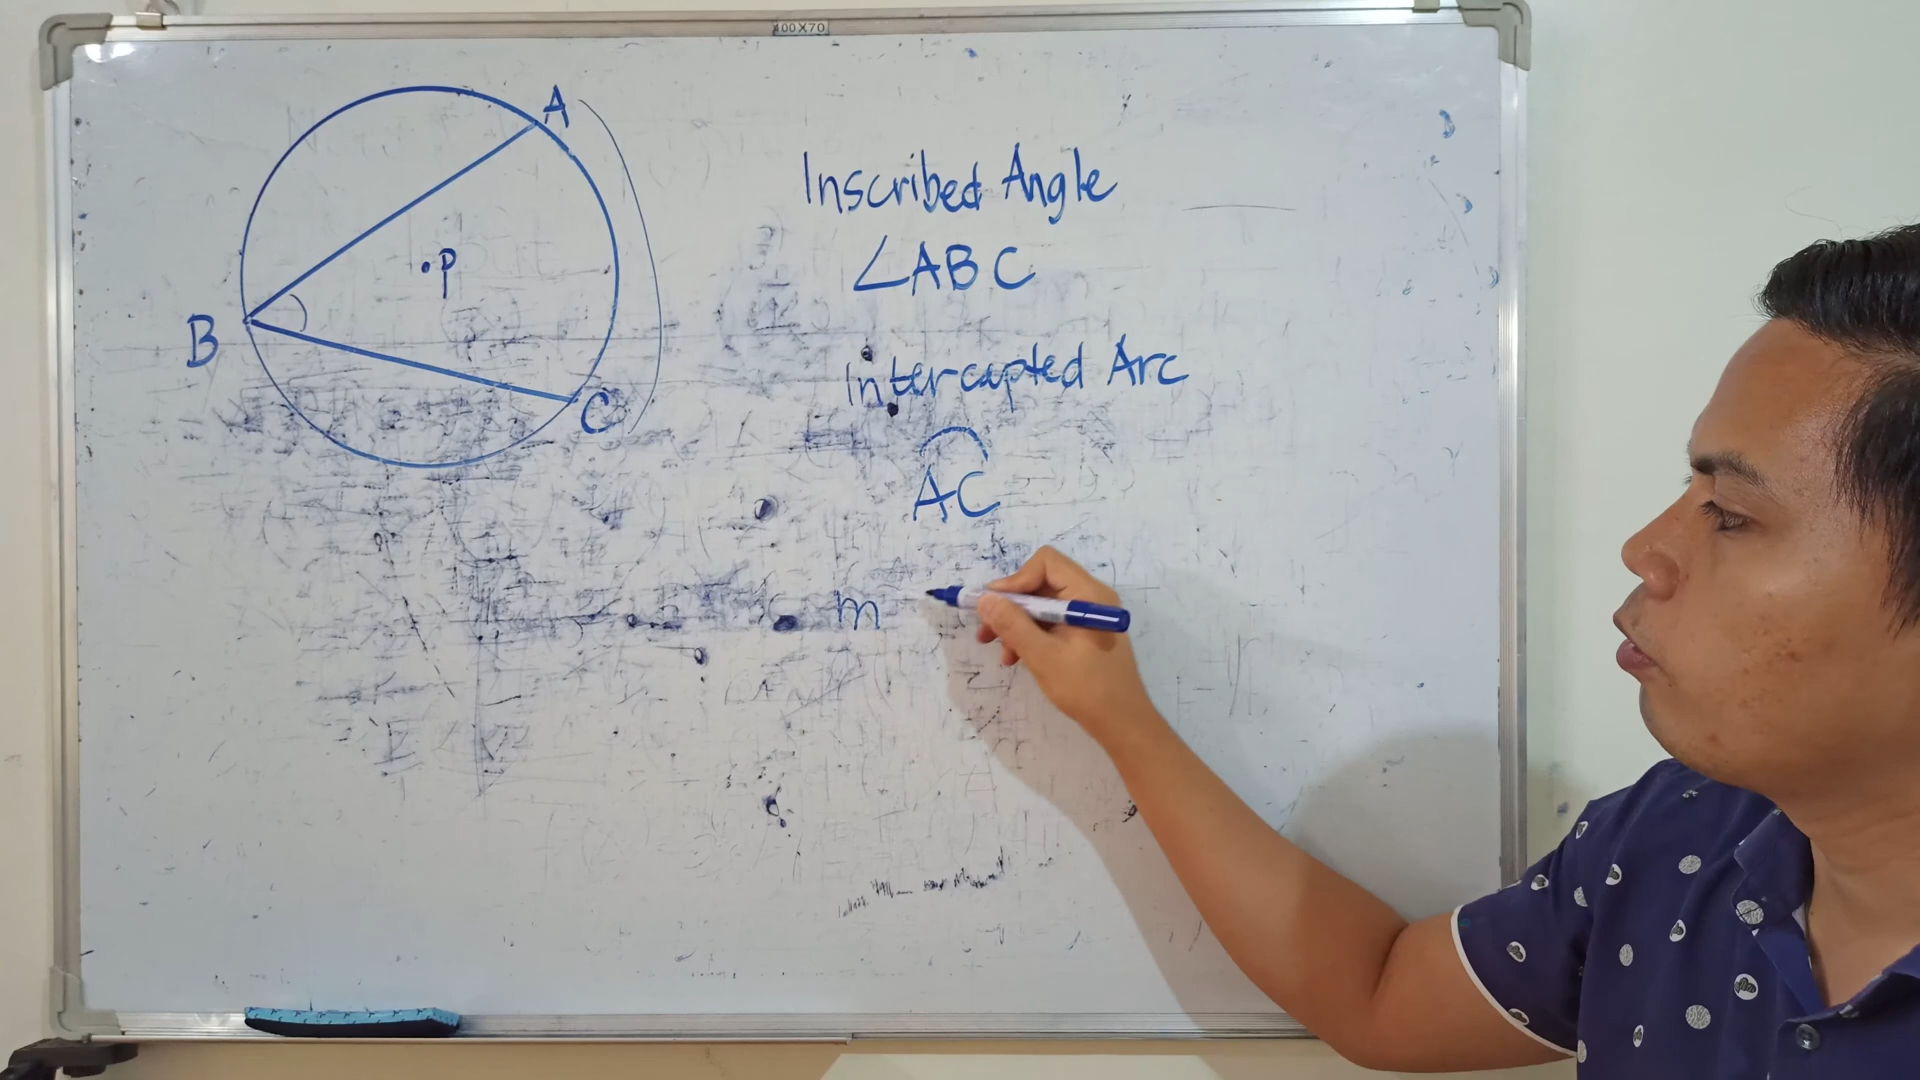 100X70
A
.P
B
C
Inscribed Angle
∠ABC
Intercepted Arc
AC
m